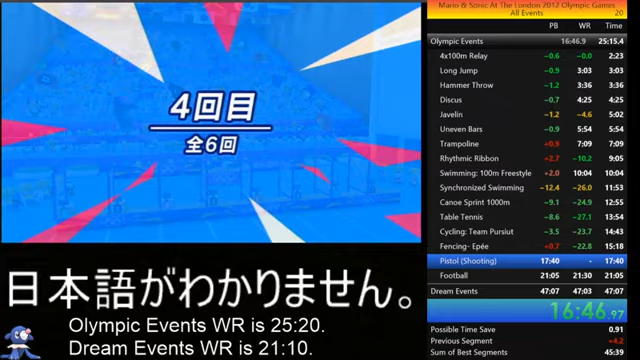 4回目
全6回
日本語がわかりません。
Olympic Events WR is 25:20.
Dream Events WR is 21:10.
Mario & Sonic At The London 2012 Olympic Games
All Events 20
PB WR Time
Olympic Events 16:46.9 25:15.4
4x100m Relay -0.6 -0.0 2:23
Long Jump -0.9 3:03 3:03
Hammer Throw -1.2 3:36 3:36
Discus -0.7 4:25 4:25
Javelin -1.2 -4.6 5:02
Uneven Bars -0.9 5:54 5:54
Trampoline +0.9 7:09 7:09
Rhythmic Ribbon +2.7 -10.2 9:05
Swimming: 100m Freestyle +2.0 10:04 10:04
Synchronized Swimming -12.4 -26.0 11:53
Canoe Sprint 1000m -9.1 -24.9 12:55
Table Tennis -8.6 -27.1 13:54
Cycling: Team Pursiut -3.5 -23.7 14:43
Fencing- Epée +0.7 -22.8 15:18
Pistol (Shooting) 17:40 - 17:40
Football 21:05 21:30 21:05
Dream Events 47:07 47:03 47:07
16:46.97
Possible Time Save 0.91
Previous Segment +4.2
Sum of Best Segments 45:39